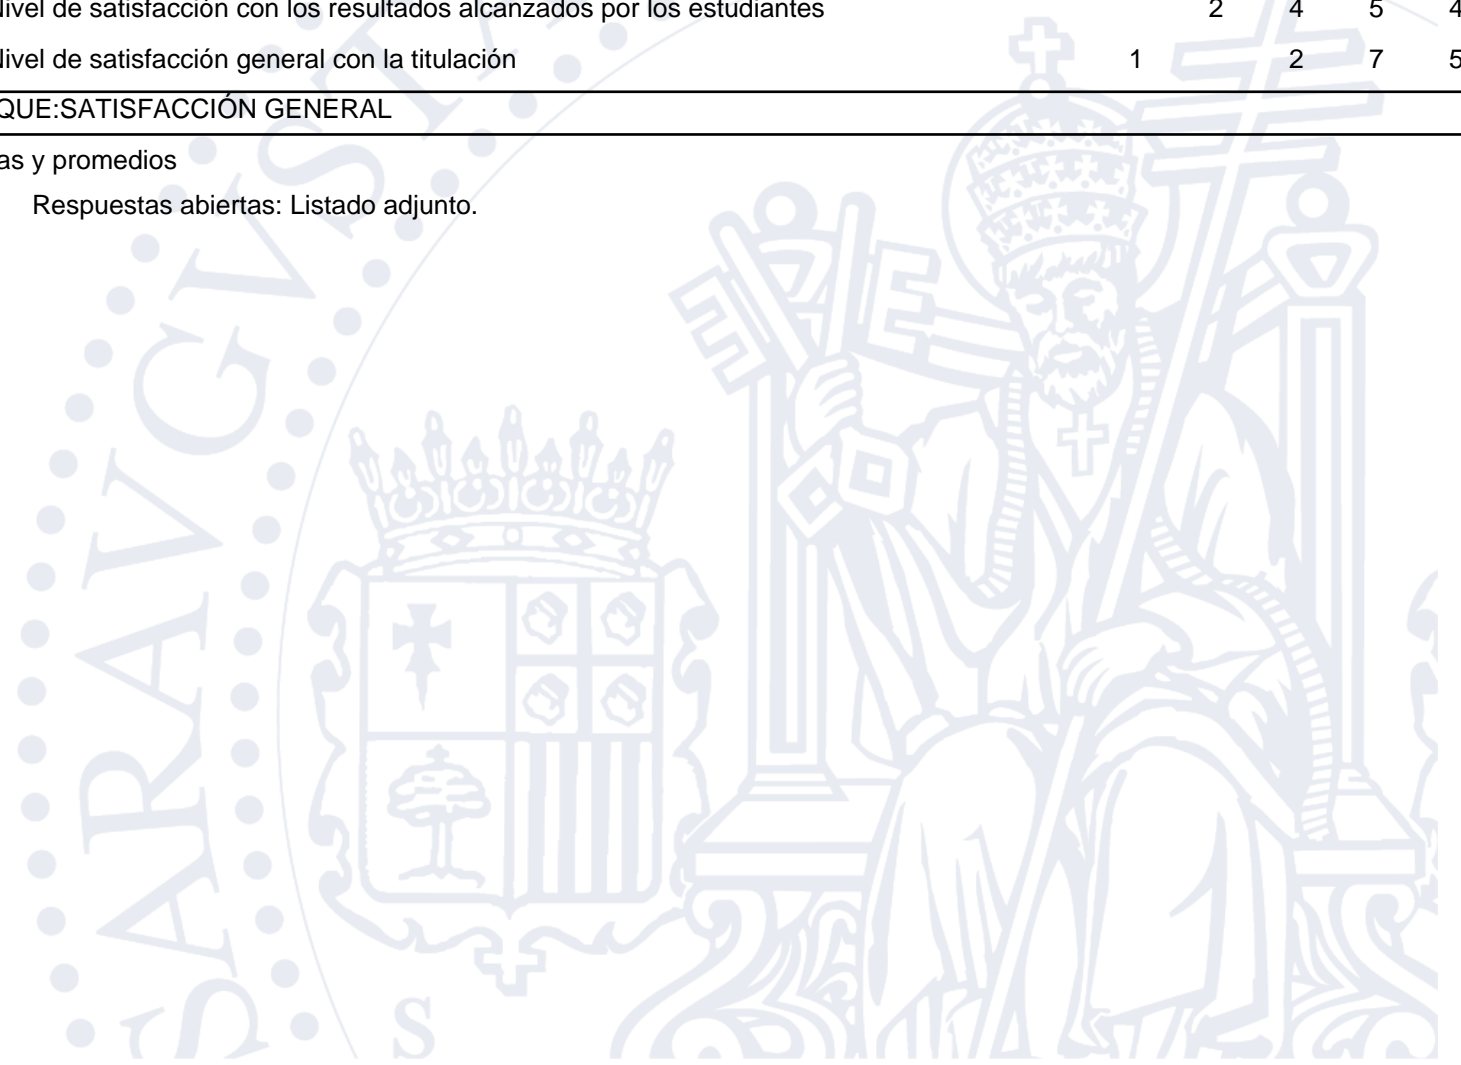 Nivel de satisfacción con los resultados alcanzados por los estudiantes 2 4 5 4
Nivel de satisfacción general con la titulación 1 2 7 5
QUE:SATISFACCIÓN GENERAL
as y promedios
Respuestas abiertas: Listado adjunto.
SARAVGVSTA
S